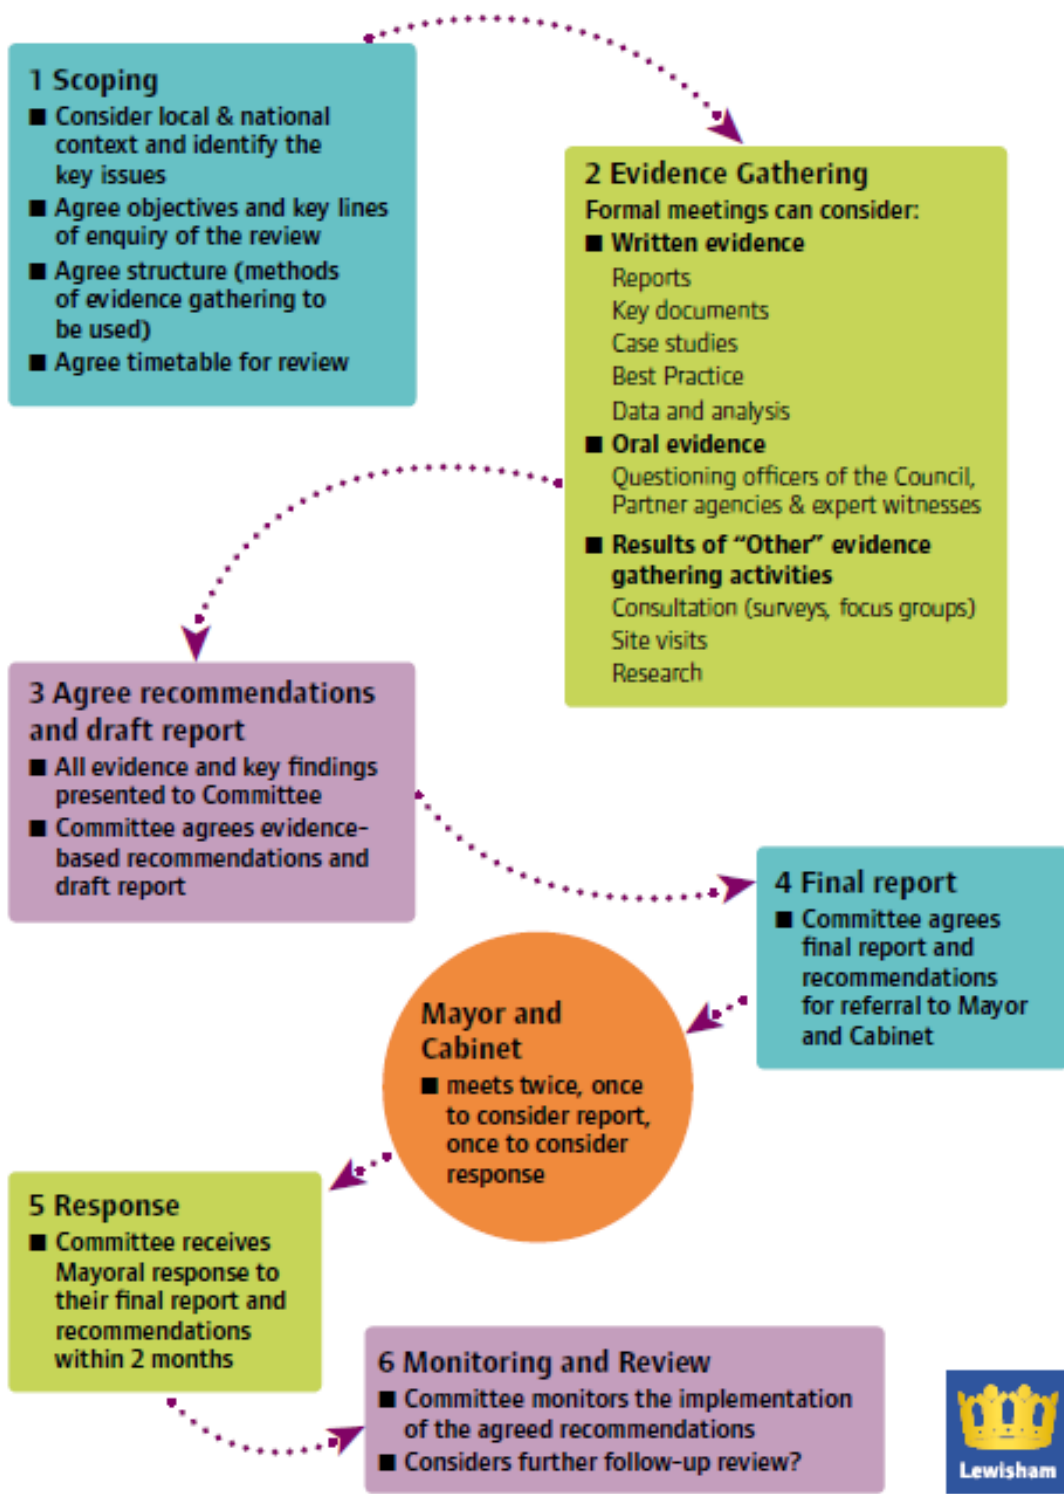 1 Scoping
■ Consider local & national
context and identify the
key issues
■ Agree objectives and key lines
of enquiry of the review
■ Agree structure (methods
of evidence gathering to
be used)
■ Agree timetable for review
2 Evidence Gathering
Formal meetings can consider:
■ Written evidence
Reports
Key documents
Case studies
Best Practice
Data and analysis
■ Oral evidence
Questioning officers of the Council,
Partner agencies & expert witnesses
■ Results of “Other” evidence
gathering activities
Consultation (surveys, focus groups)
Site visits
Research
3 Agree recommendations
and draft report
■ All evidence and key findings
presented to Committee
■ Committee agrees evidence-
based recommendations and
draft report
4 Final report
■ Committee agrees
final report and
recommendations
for referral to Mayor
and Cabinet
Mayor and
Cabinet
■ meets twice, once
to consider report,
once to consider
response
5 Response
■ Committee receives
Mayoral response to
their final report and
recommendations
within 2 months
6 Monitoring and Review
■ Committee monitors the implementation
of the agreed recommendations
■ Considers further follow-up review?
Lewisham